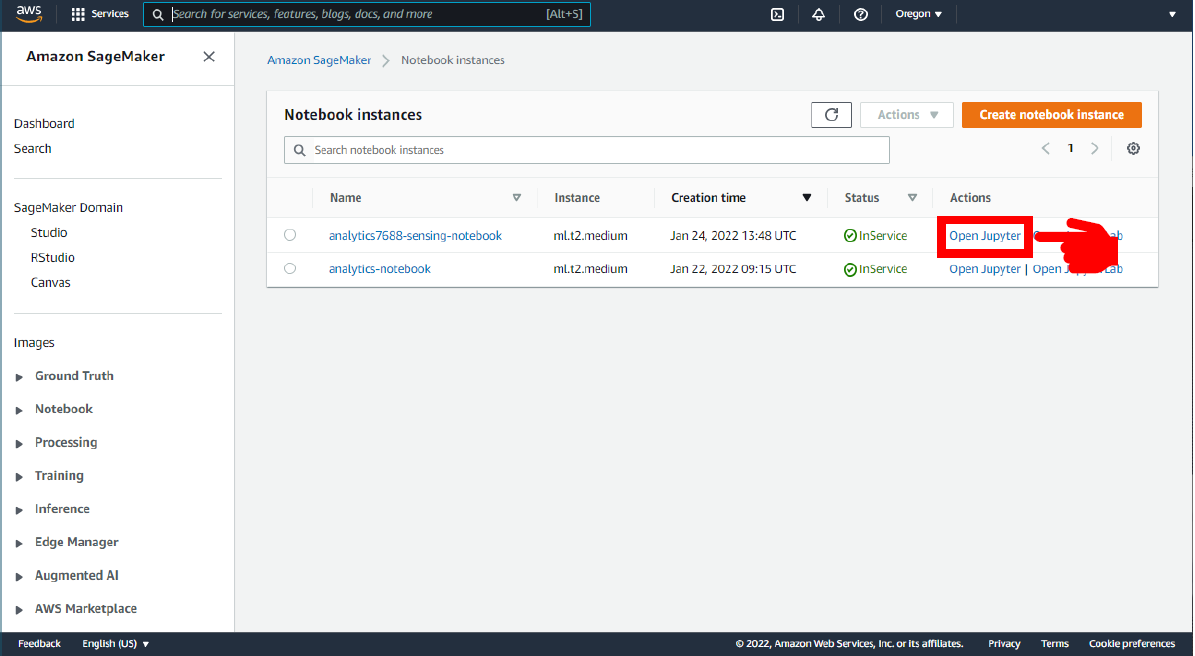 aws
Services
Search for services, features, blogs, docs, and more
[Alt+S]
Oregon
Amazon SageMaker
Dashboard
Search
SageMaker Domain
Studio
RStudio
Canvas
Images
Ground Truth
Notebook
Processing
Training
Inference
Edge Manager
Augmented AI
AWS Marketplace
Amazon SageMaker > Notebook instances
Notebook instances
Actions
Create notebook instance
Search notebook instances
1
Name Instance Creation time Status Actions
analytics7688-sensing-notebook ml.t2.medium Jan 24, 2022 13:48 UTC InService Open Jupyter
analytics-notebook ml.t2.medium Jan 22, 2022 09:15 UTC InService Open Jupyter | Open
Feedback English (US)
© 2022, Amazon Web Services, Inc. or its affiliates. Privacy Terms Cookie preferences